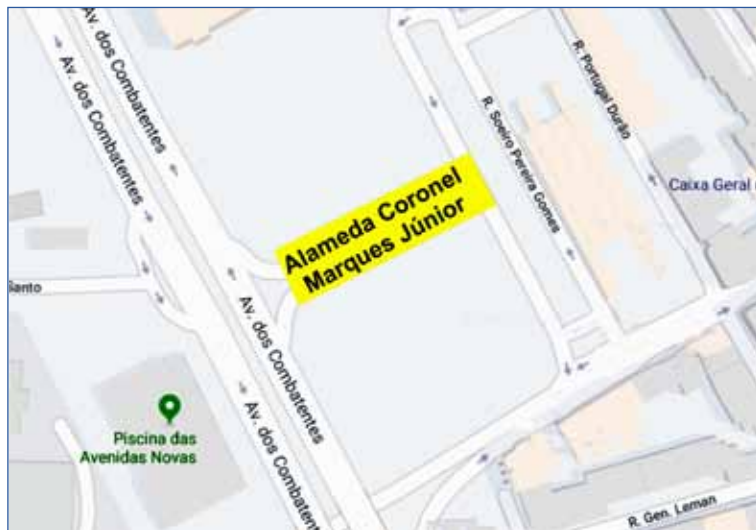 Av. dos Combatentes
Av. dos Combatentes
R. Portugal Durão
R. Soeiro Pereira Gomes
Caixa Geral
Alameda Coronel
Marques Júnior
Santo
Av. dos Combatentes
Av. dos Combatentes
Piscina das
Avenidas Novas
R. Gen. Leman